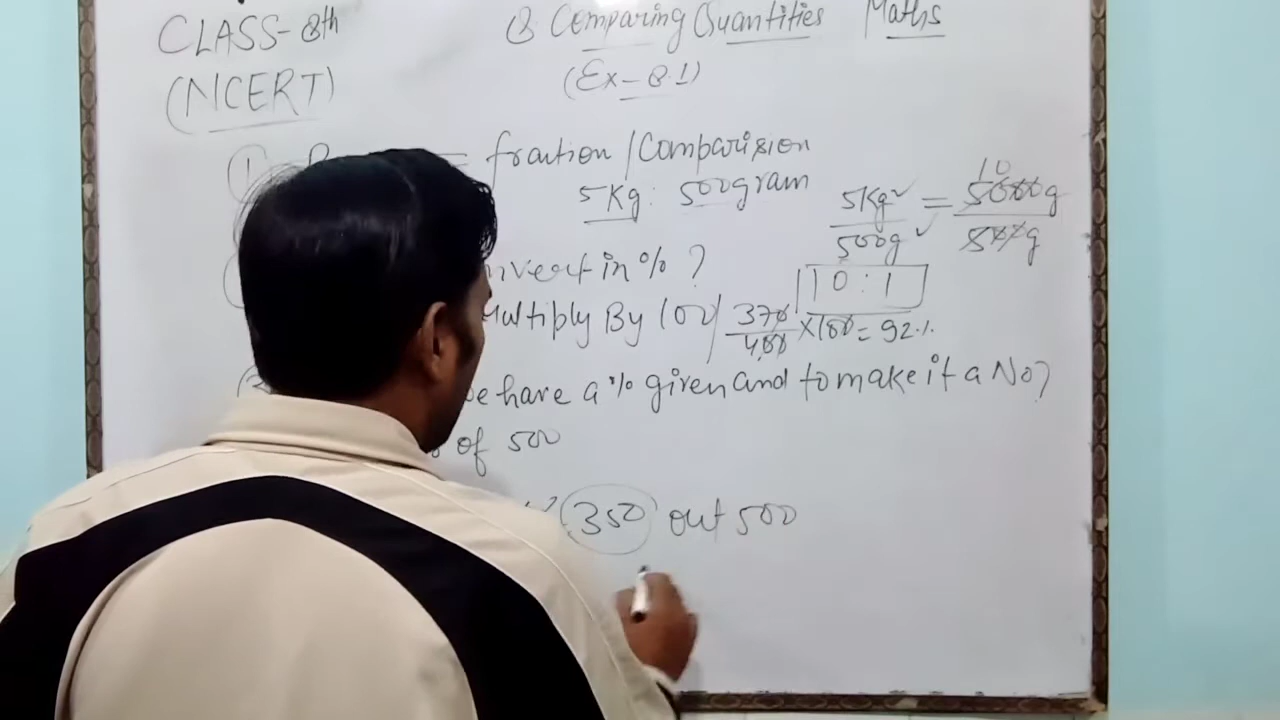 CLASS-8th
(NCERT)
8 Comparing Quantities Maths
(Ex-8.1)
① = fraction / Comparision
5Kg : 500gram
5Kg / 500g = 5000g / 500g
10
10 : 1
in % ?
Multiply By 100 / 370/400 × 100 = 92%
have a % given and to make it a No?
of 500
350 out 500